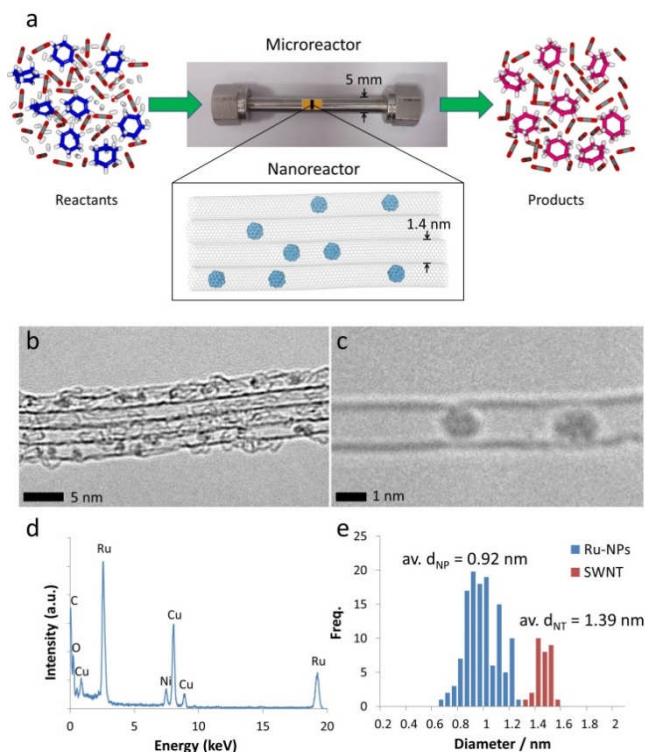 a
Microreactor
5 mm
Nanoreactor
Reactants
Products
1.4 nm
b
c
5 nm
1 nm
d
e
C
O
Cu
Ru
Ni
Cu
Cu
Ru
Intensity (a.u.)
0 5 10 15 20
Energy (keV)
Ru-NPs
SWNT
av. dNP = 0.92 nm
av. dNT = 1.39 nm
Freq.
25
20
15
10
5
0
0.2 0.4 0.6 0.8 1 1.2 1.4 1.6 1.8 2
Diameter / nm